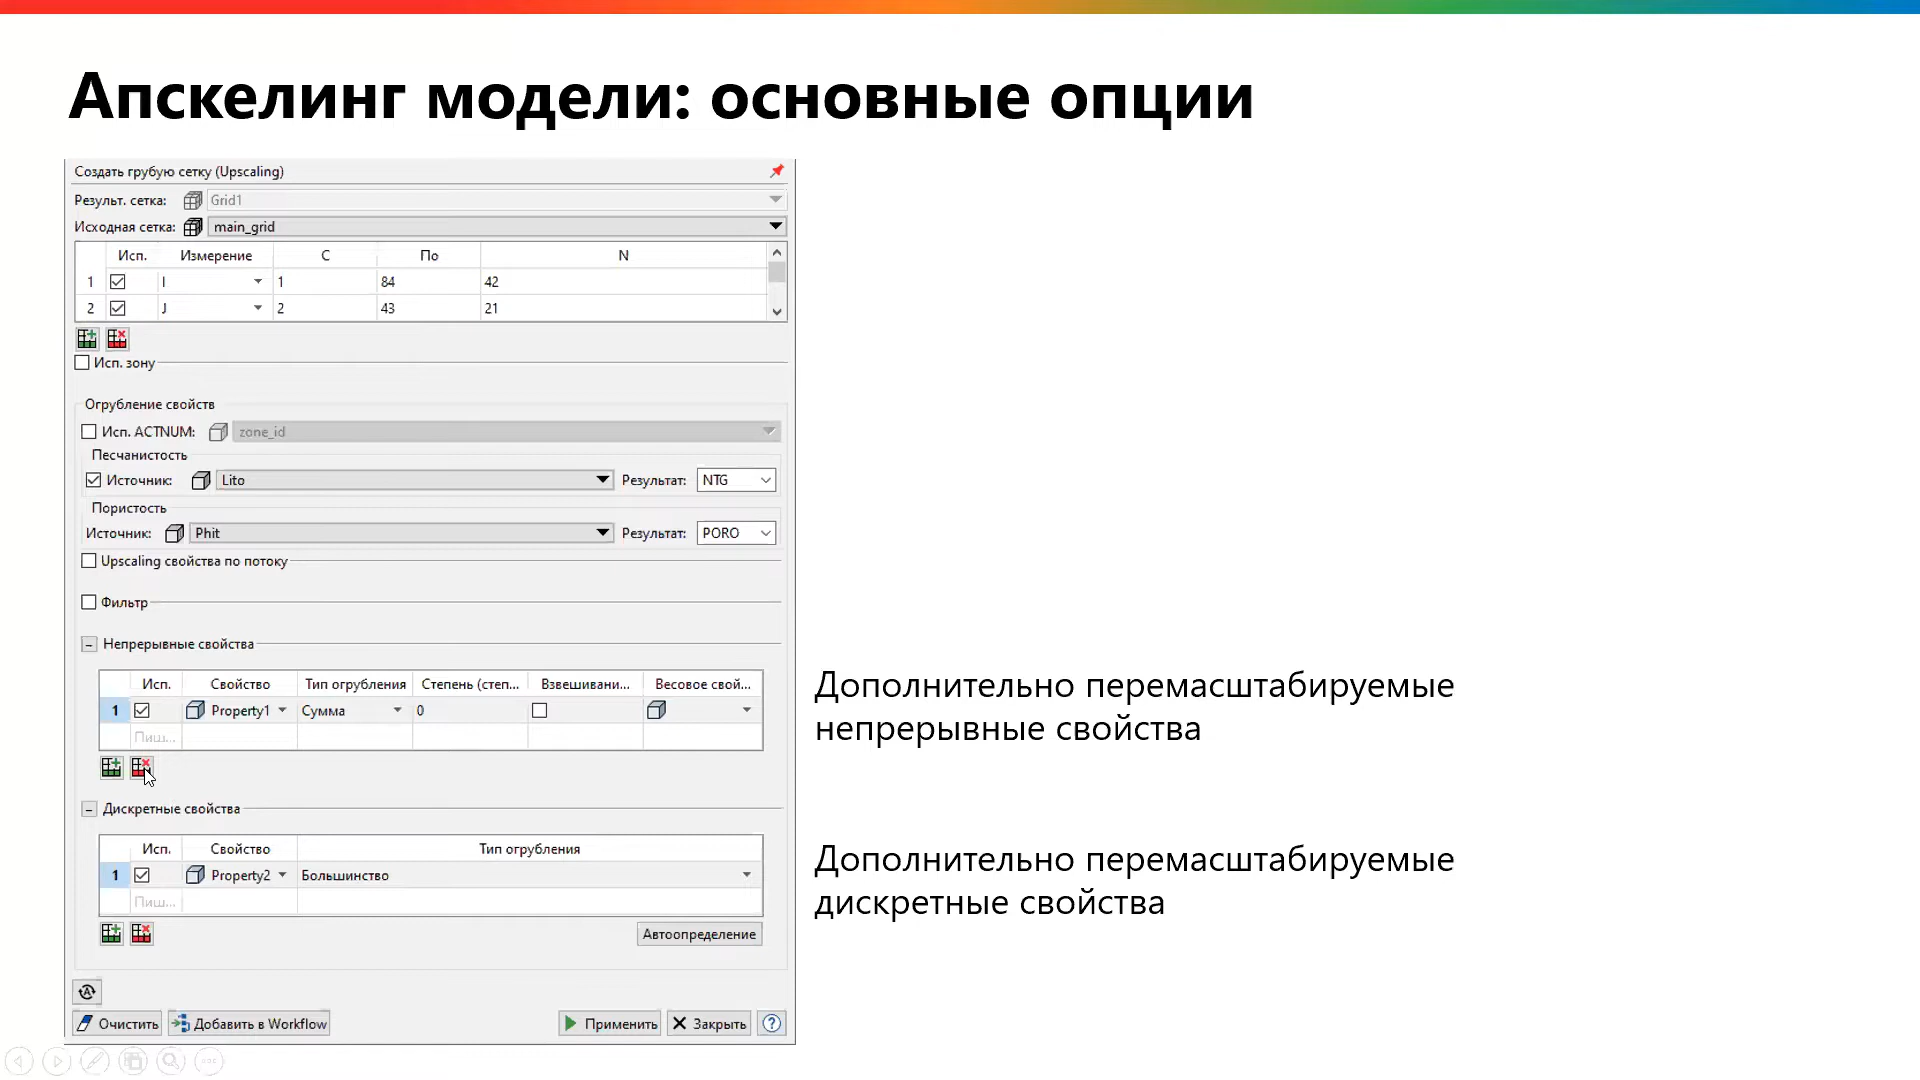 Апскелинг модели: основные опции
Создать грубую сетку (Upscaling)
Результ. сетка: Grid1
Исходная сетка: main_grid
Исп. Измерение С По N
1 I 1 84 42
2 J 2 43 21
Исп. зону
Огрубление свойств
Исп. ACTNUM: zone_id
Песчанистость
Источник: Lito Результат: NTG
Пористость
Источник: Phit Результат: PORO
Upscaling свойства по потоку
Фильтр
Непрерывные свойства
Исп. Свойство Тип огрубления Степень (степ... Взвешивани... Весовое свой...
1 Property1 Сумма 0
Пиш...
Дополнительно перемасштабируемые
непрерывные свойства
Дискретные свойства
Исп. Свойство Тип огрубления
1 Property2 Большинство
Пиш...
Автоопределение
Дополнительно перемасштабируемые
дискретные свойства
Очистить Добавить в Workflow Применить Закрыть ?